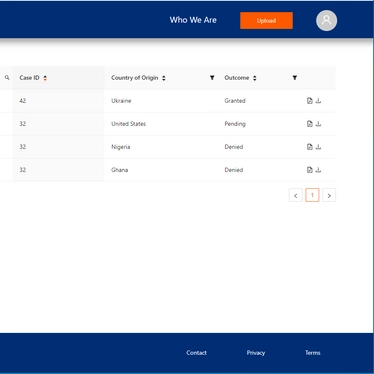 Who We Are Upload
Case ID Country of Origin Outcome
42 Ukraine Granted
32 United States Pending
32 Nigeria Denied
32 Ghana Denied
1
Contact Privacy Terms